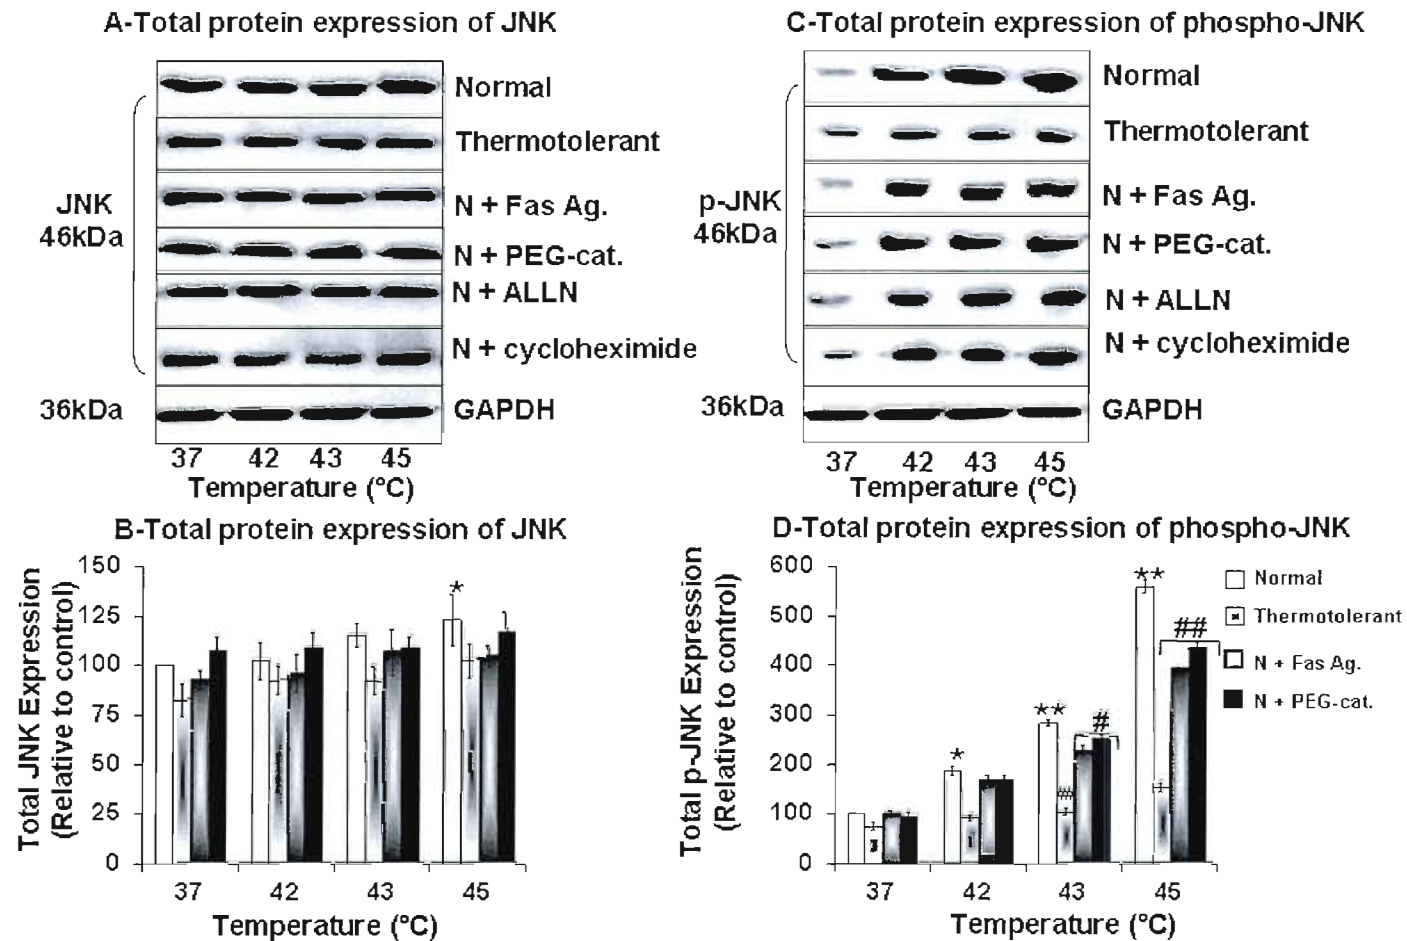 A-Total protein expression of JNK
Normal
Thermotolerant
JNK
46kDa
N + Fas Ag.
N + PEG-cat.
N + ALLN
N + cycloheximide
36kDa
GAPDH
37 42 43 45
Temperature (°C)
C-Total protein expression of phospho-JNK
Normal
Thermotolerant
p-JNK
46kDa
N + Fas Ag.
N + PEG-cat.
N + ALLN
N + cycloheximide
36kDa
GAPDH
37 42 43 45
Temperature (°C)
B-Total protein expression of JNK
Total JNK Expression
(Relative to control)
150
125
100
75
50
25
0
*
37 42 43 45
Temperature (°C)
D-Total protein expression of phospho-JNK
Total p-JNK Expression
(Relative to control)
600
500
400
300
200
100
0
*
**
##
#
**
##
37 42 43 45
Temperature (°C)
Normal
Thermotolerant
N + Fas Ag.
N + PEG-cat.